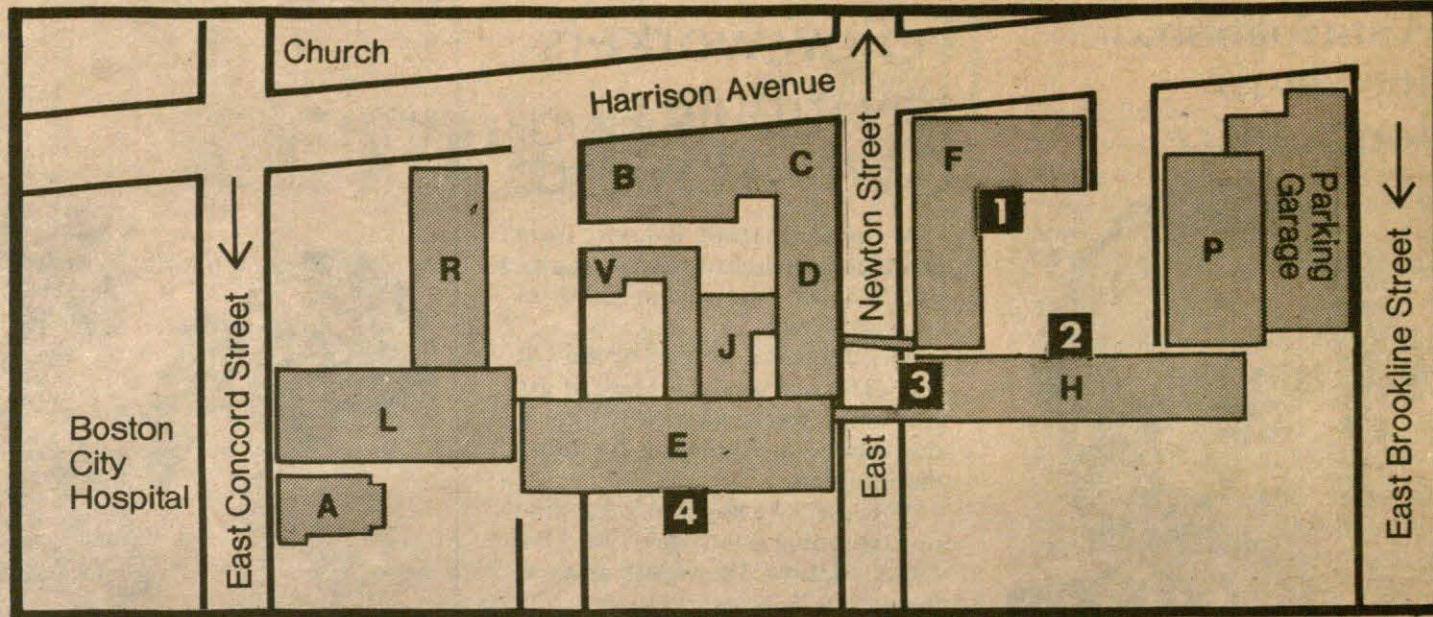 Church
Harrison Avenue
Newton Street
East
B
C
F
1
R
V
D
P
Parking
Garage
J
2
3
H
L
E
4
A
Boston
City
Hospital
East Concord Street
East Brookline Street